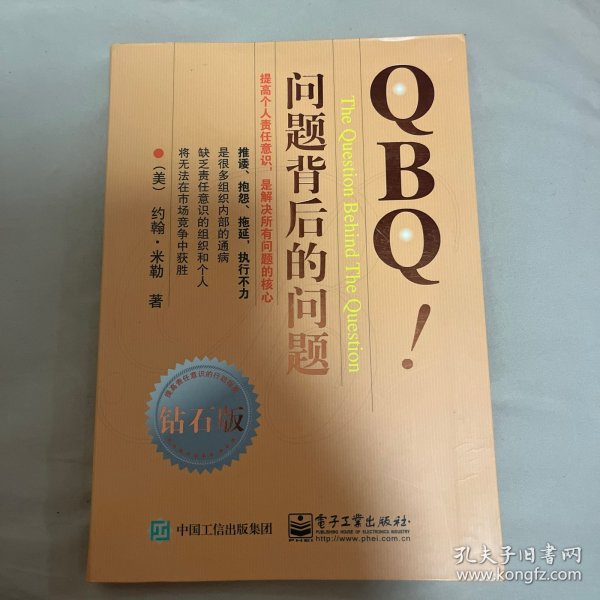 QBQ!
The Question Behind The Question
问题背后的问题
提高个人责任意识，是解决所有问题的核心
推诿、抱怨、拖延，执行不力
是很多组织内部的通病
缺乏责任意识的组织和个人
将无法在市场竞争中获胜
（美） 约翰·米勒 著
钻石版
中国工信出版集团
電子工業出版社·
PUBLISHING HOUSE OF ELECTRONICS INDUSTRY
http://www.phei.com.cn
孔夫子旧书网
www.kongfz.com